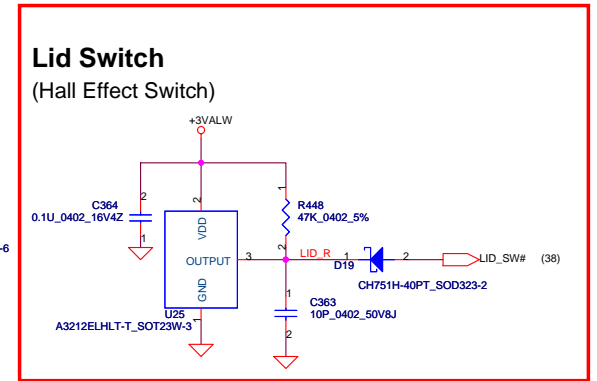 Lid Switch
(Hall Effect Switch)
+3VALW
C364
0.1U_0402_16V4Z
2
1
2
VDD
OUTPUT
GND
3
1
U25
A3212ELHLT-T_SOT23W-3
1
R448
47K_0402_5%
2
LID_R
1
D19
2
CH751H-40PT_SOD323-2
LID_SW#
(38)
1
C363
10P_0402_50V8J
2
-6